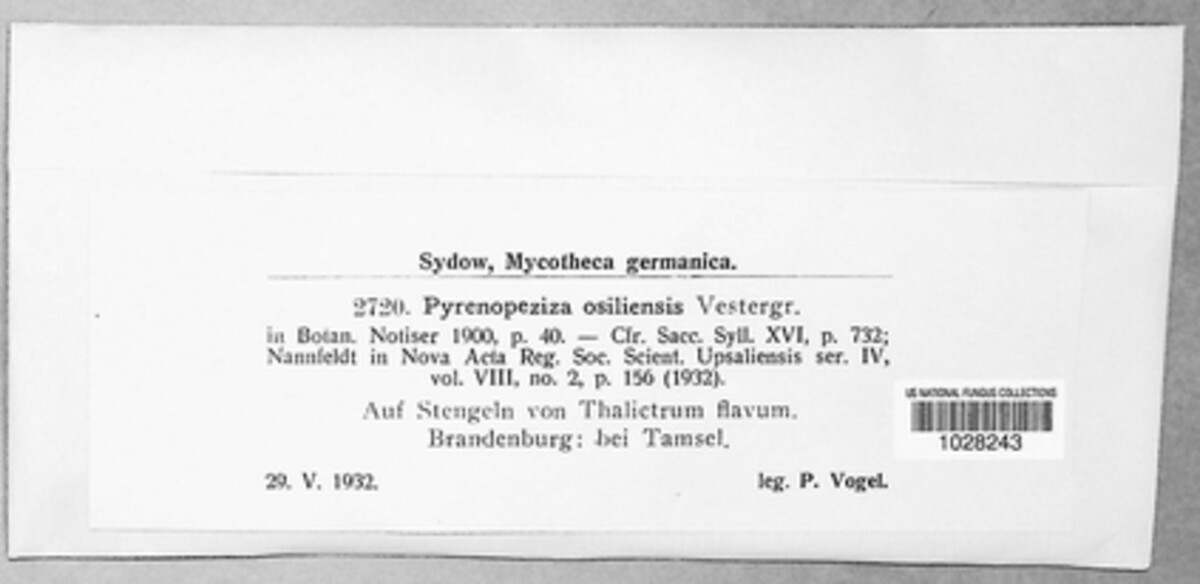 Sydow, Mycotheca germanica.
2720. Pyrenopeziza osiliensis Vestergr.
in Botan. Notiser 1900, p. 40. — Cfr. Sacc. Syll. XVI, p. 732;
Nannfeldt in Nova Acta Reg. Soc. Scient. Upsaliensis ser. IV,
vol. VIII, no. 2, p. 156 (1932).
Auf Stengeln von Thalictrum flavum.
Brandenburg: bei Tamsel.
29. V. 1932. leg. P. Vogel.
US NATIONAL FUNGUS COLLECTIONS
1028243